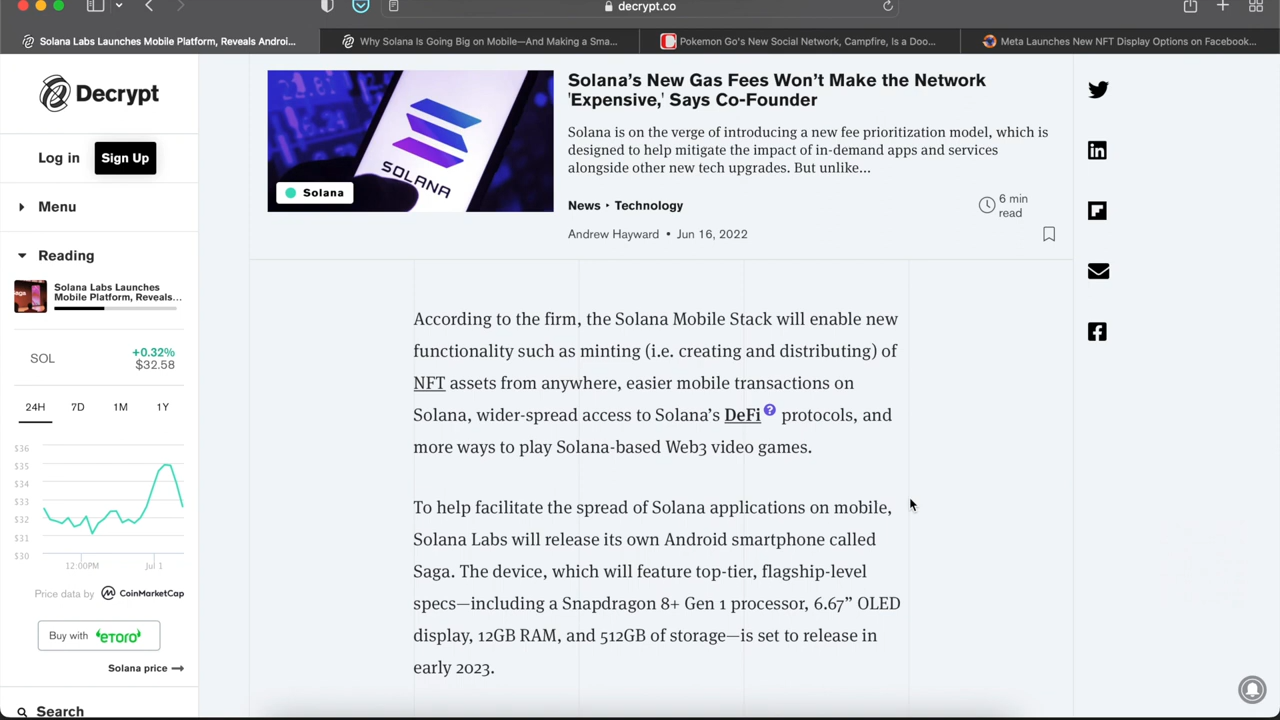 decrypt.co
Solana Labs Launches Mobile Platform, Reveals Androi...
Why Solana Is Going Big on Mobile—And Making a Sma...
Pokemon Go's New Social Network, Campfire, Is a Doo...
Meta Launches New NFT Display Options on Facebook...
Decrypt
Log in
Sign Up
Menu
Reading
Solana Labs Launches
Mobile Platform, Reveals...
SOL
+0.32%
$32.58
24H
7D
1M
1Y
$36
$35
$34
$33
$32
$31
$30
12:00PM
Jul 1
Price data by
CoinMarketCap
Buy with
eToro
Solana price
Search
SOLANA
Solana
Solana’s New Gas Fees Won’t Make the Network
'Expensive,' Says Co-Founder
Solana is on the verge of introducing a new fee prioritization model, which is
designed to help mitigate the impact of in-demand apps and services
alongside other new tech upgrades. But unlike...
News ‣ Technology
6 min
read
Andrew Hayward • Jun 16, 2022
According to the firm, the Solana Mobile Stack will enable new
functionality such as minting (i.e. creating and distributing) of
NFT assets from anywhere, easier mobile transactions on
Solana, wider-spread access to Solana’s DeFi ? protocols, and
more ways to play Solana-based Web3 video games.
To help facilitate the spread of Solana applications on mobile,
Solana Labs will release its own Android smartphone called
Saga. The device, which will feature top-tier, flagship-level
specs—including a Snapdragon 8+ Gen 1 processor, 6.67” OLED
display, 12GB RAM, and 512GB of storage—is set to release in
early 2023.